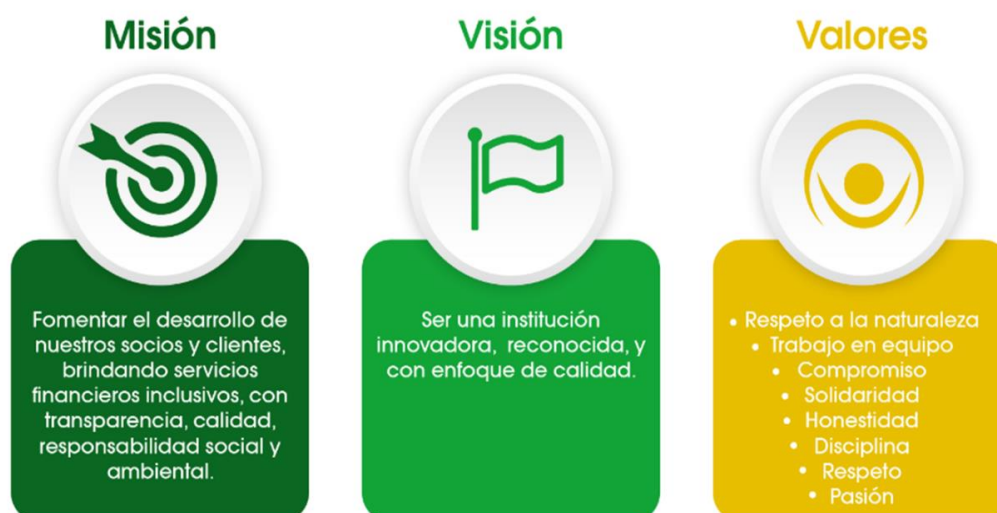 Misión
Fomentar el desarrollo de
nuestros socios y clientes,
brindando servicios
financieros inclusivos, con
transparencia, calidad,
responsabilidad social y
ambiental.
Visión
Ser una institución
innovadora, reconocida, y
con enfoque de calidad.
Valores
• Respeto a la naturaleza
• Trabajo en equipo
• Compromiso
• Solidaridad
• Honestidad
• Disciplina
• Respeto
• Pasión